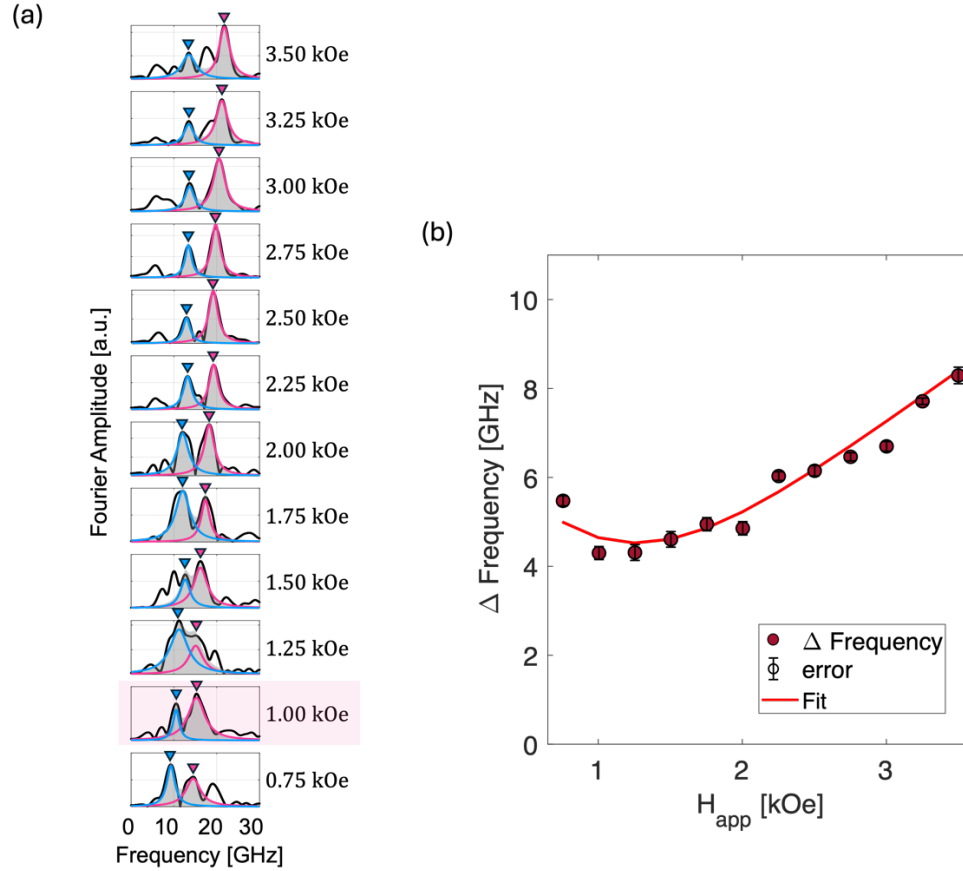 (a)
3.50 kOe
3.25 kOe
3.00 kOe
2.75 kOe
2.50 kOe
2.25 kOe
2.00 kOe
1.75 kOe
1.50 kOe
1.25 kOe
1.00 kOe
0.75 kOe
Fourier Amplitude [a.u.]
0 10 20 30
Frequency [GHz]
(b)
10
8
6
4
2
0
Δ Frequency [GHz]
Δ Frequency
error
Fit
1 2 3
H_app [kOe]